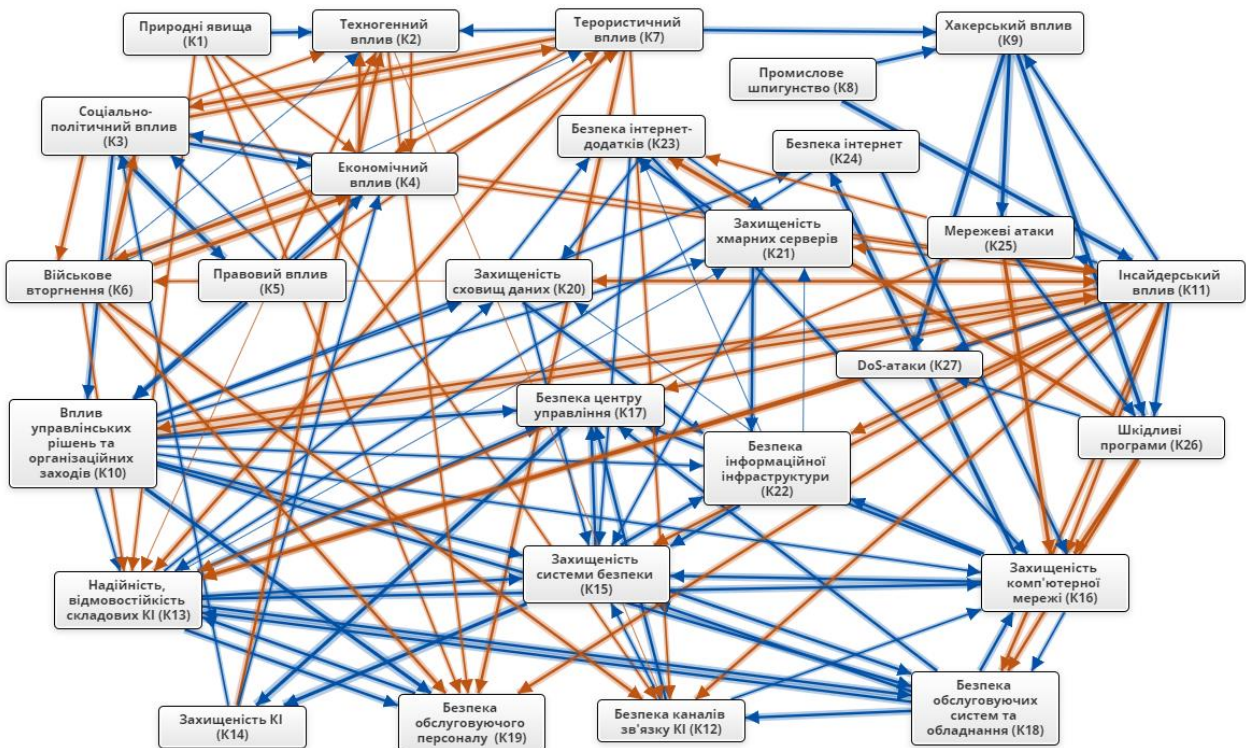 Природні явища
(К1)
Техногенний
вплив (К2)
Терористичний
вплив (К7)
Хакерський вплив
(К9)
Промислове
шпигунство (К8)
Соціально-
політичний вплив
(К3)
Безпека інтернет-
додатків (К23)
Безпека інтернет
(К24)
Економічний
вплив (К4)
Захищеність
хмарних серверів
(К21)
Мережеві атаки
(К25)
Військове
вторгнення (К6)
Правовий вплив
(К5)
Захищеність
сховищ даних (К20)
Інсайдерський
вплив (К11)
DoS-атаки (К27)
Вплив
управлінських
рішень та
організаційних
заходів (К10)
Безпека центру
управління (К17)
Безпека
інформаційної
інфраструктури
(К22)
Шкідливі
програми (К26)
Надійність,
відмовостійкість
складових КІ (К13)
Захищеність
системи безпеки
(К15)
Захищеність
комп'ютерної
мережі (К16)
Захищеність КІ
(К14)
Безпека
обслуговуючого
персоналу (К19)
Безпека каналів
зв'язку КІ (К12)
Безпека
обслуговуючих
систем та
обладнання (К18)